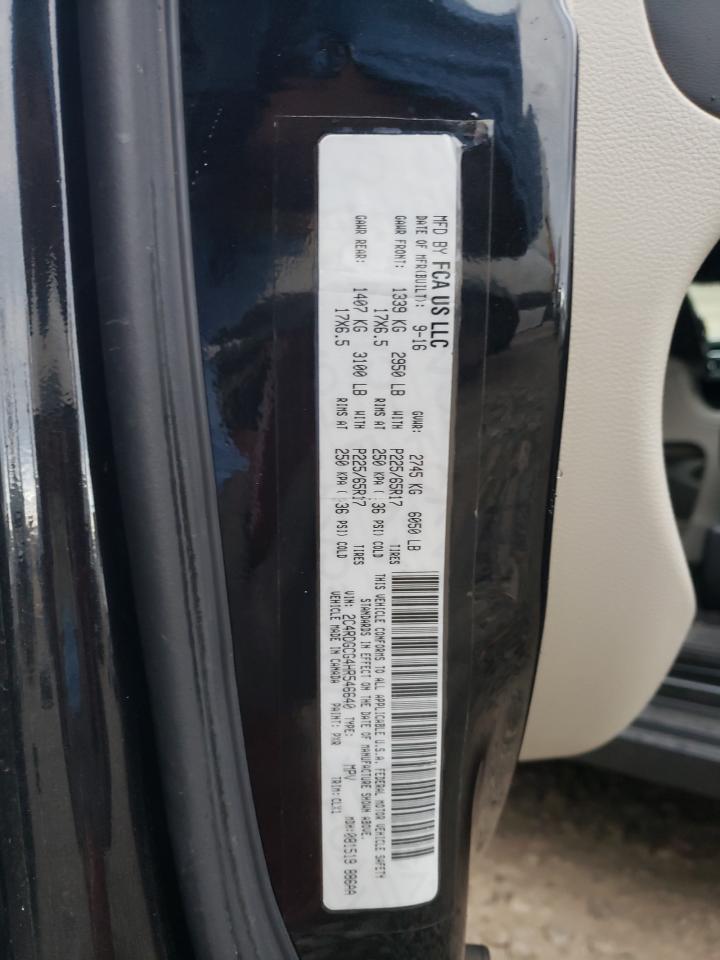 MFD BY FCA US LLC
DATE OF MFR(BUILT): 9-16 GVWR: 2745 KG 6050 LB
GAWR FRONT: 1339 KG 2950 LB WITH P225/65R17 TIRES
17X6.5 RIMS AT 250 KPA ( 36 PSI) COLD
GAWR REAR: 1407 KG 3100 LB WITH P225/65R17 TIRES
17X6.5 RIMS AT 250 KPA ( 36 PSI) COLD
THIS VEHICLE CONFORMS TO ALL APPLICABLE U.S.A. FEDERAL MOTOR VEHICLE SAFETY
STANDARDS IN EFFECT ON THE DATE OF MANUFACTURE SHOWN ABOVE.
VIN: 2C4RDGCG4HR546640 TYPE: MPV MDH:081519 886AA
VEHICLE MADE IN CANADA PAINT: PXR TRIM:CLX1